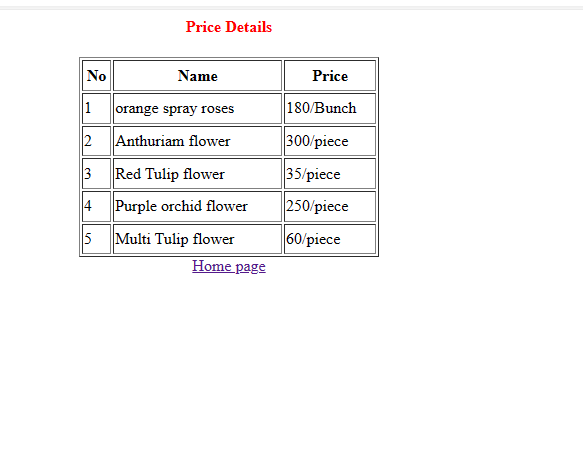 Price Details
No Name Price
1 orange spray roses 180/Bunch
2 Anthuriam flower 300/piece
3 Red Tulip flower 35/piece
4 Purple orchid flower 250/piece
5 Multi Tulip flower 60/piece
Home page